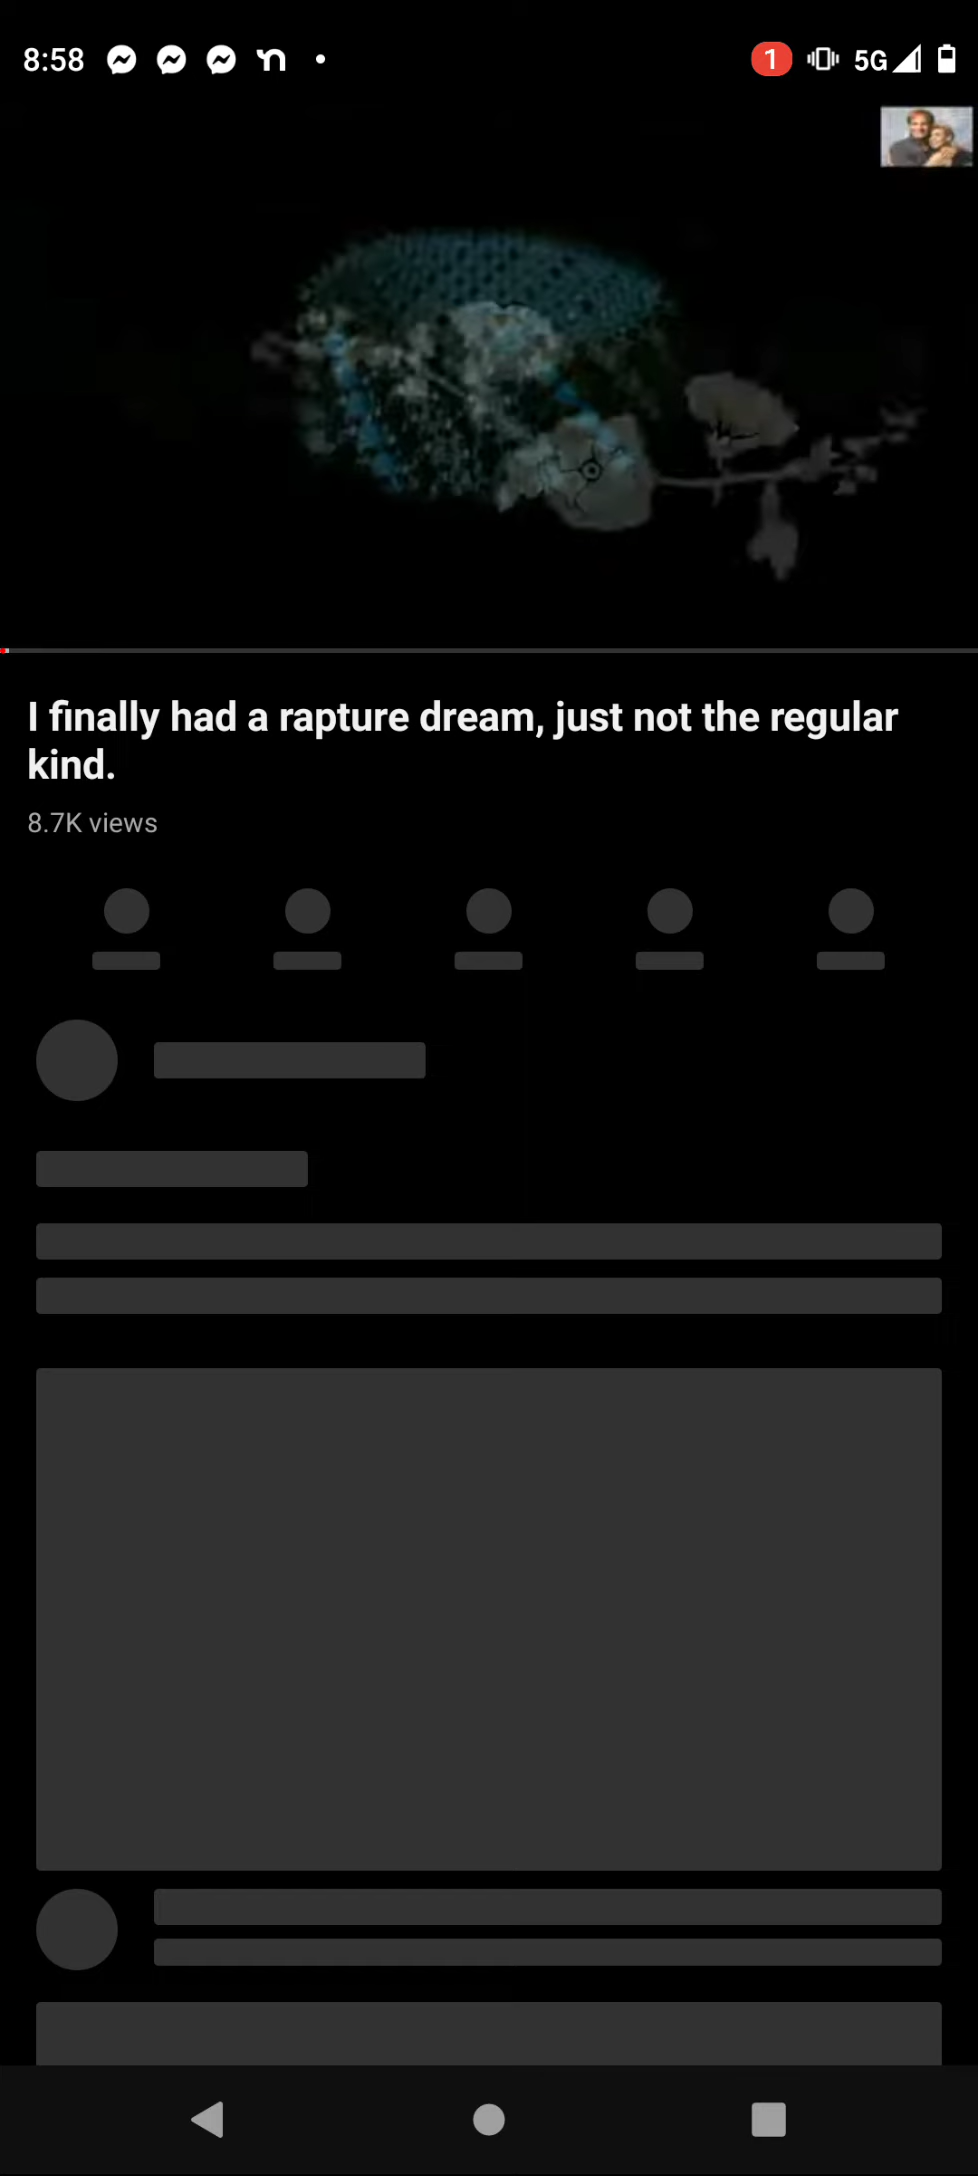 8:58
1
5G
I finally had a rapture dream, just not the regular
kind.
8.7K views